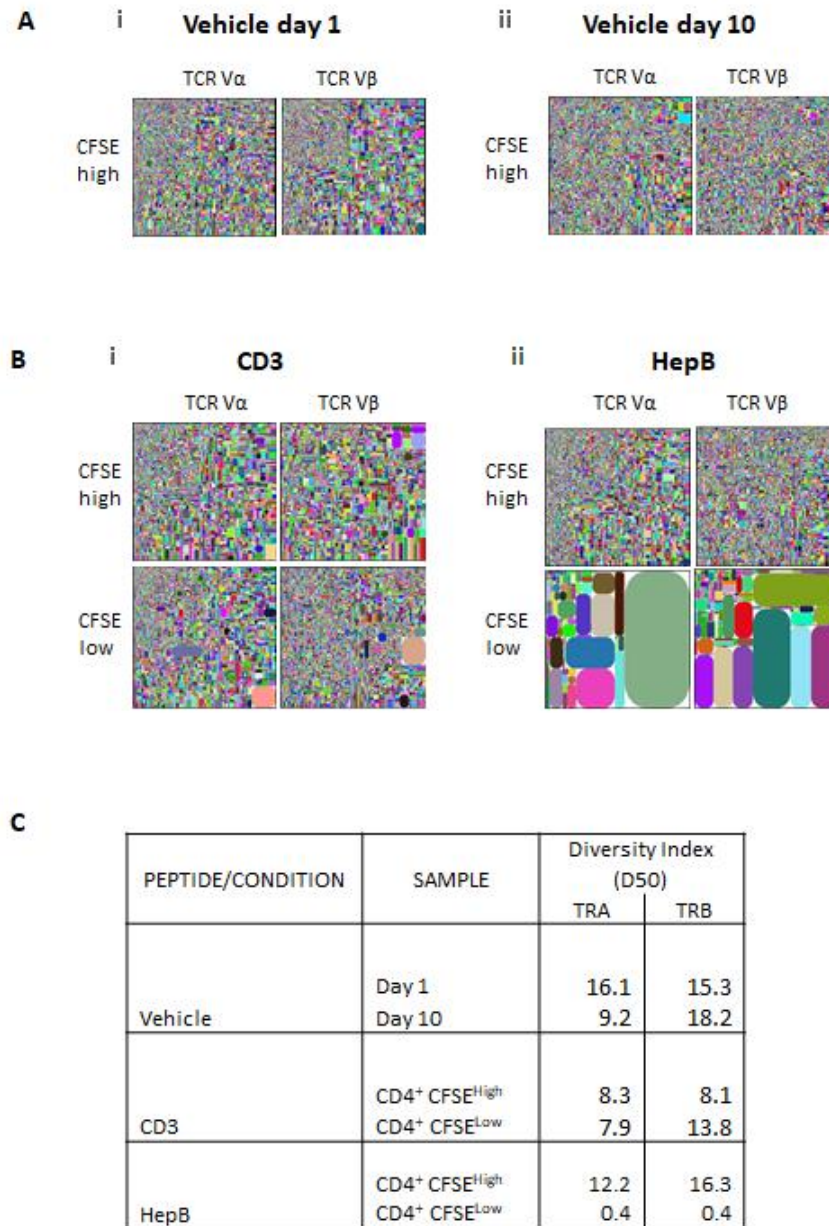 A i Vehicle day 1 ii Vehicle day 10
TCR Vα TCR Vβ TCR Vα TCR Vβ
CFSE high CFSE high
B i CD3 ii HepB
TCR Vα TCR Vβ TCR Vα TCR Vβ
CFSE high CFSE high
CFSE low CFSE low
C
PEPTIDE/CONDITION SAMPLE Diversity Index (D50)
TRA TRB
Day 1 16.1 15.3
Vehicle Day 10 9.2 18.2
CD4⁺ CFSEᴴⁱᵍʰ 8.3 8.1
CD3 CD4⁺ CFSEᴸᵒʷ 7.9 13.8
CD4⁺ CFSEᴴⁱᵍʰ 12.2 16.3
HepB CD4⁺ CFSEᴸᵒʷ 0.4 0.4